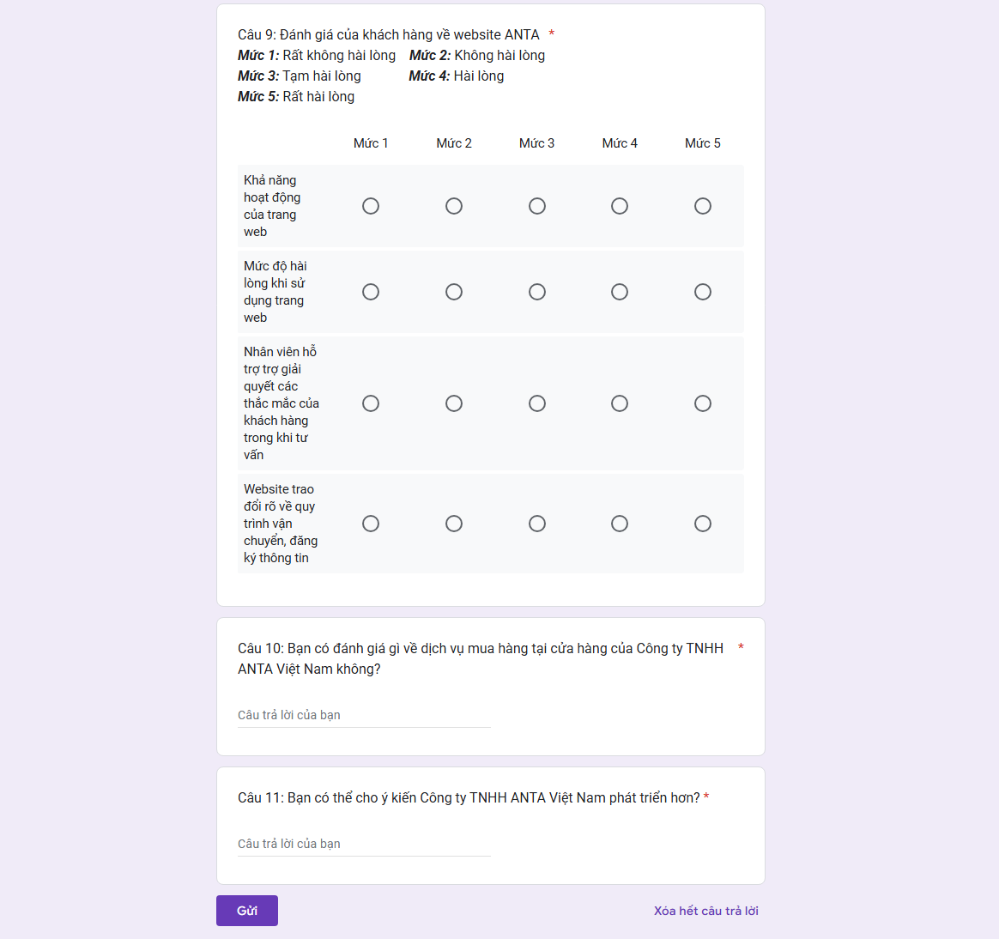 Câu 9: Đánh giá của khách hàng về website ANTA *
Mức 1: Rất không hài lòng Mức 2: Không hài lòng
Mức 3: Tạm hài lòng Mức 4: Hài lòng
Mức 5: Rất hài lòng
Mức 1 Mức 2 Mức 3 Mức 4 Mức 5
Khả năng
hoạt động
của trang
web
Mức độ hài
lòng khi sử
dụng trang
web
Nhân viên hỗ
trợ trợ giải
quyết các
thắc mắc của
khách hàng
trong khi tư
vấn
Website trao
đổi rõ về quy
trình vận
chuyển, đăng
ký thông tin
Câu 10: Bạn có đánh giá gì về dịch vụ mua hàng tại cửa hàng của Công ty TNHH *
ANTA Việt Nam không?
Câu trả lời của bạn
Câu 11: Bạn có thể cho ý kiến Công ty TNHH ANTA Việt Nam phát triển hơn? *
Câu trả lời của bạn
Gửi Xóa hết câu trả lời